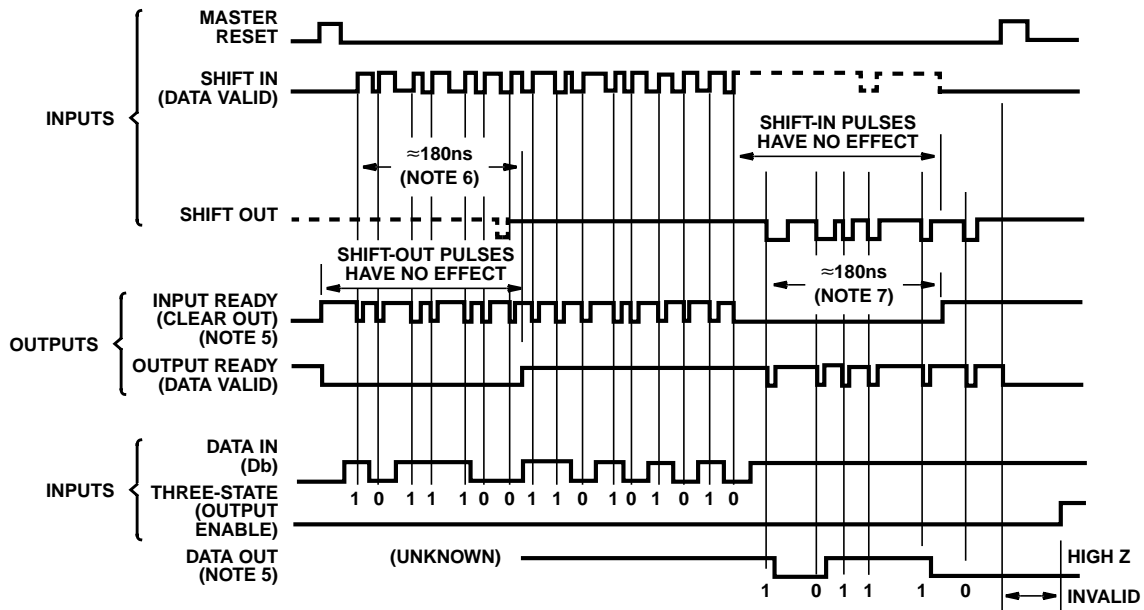 MASTER
RESET
SHIFT IN
(DATA VALID)
INPUTS
SHIFT-IN PULSES
HAVE NO EFFECT
≈180ns
(NOTE 6)
SHIFT OUT
SHIFT-OUT PULSES
HAVE NO EFFECT
≈180ns
(NOTE 7)
INPUT READY
(CLEAR OUT)
(NOTE 5)
OUTPUTS
OUTPUT READY
(DATA VALID)
DATA IN
(Db)
INPUTS
1 0 1 1 1 0 0 1 1 0 1 0 1 0 1 0
THREE-STATE
(OUTPUT
ENABLE)
DATA OUT
(NOTE 5)
(UNKNOWN)
HIGH Z
1 0 1 1 1 0
INVALID